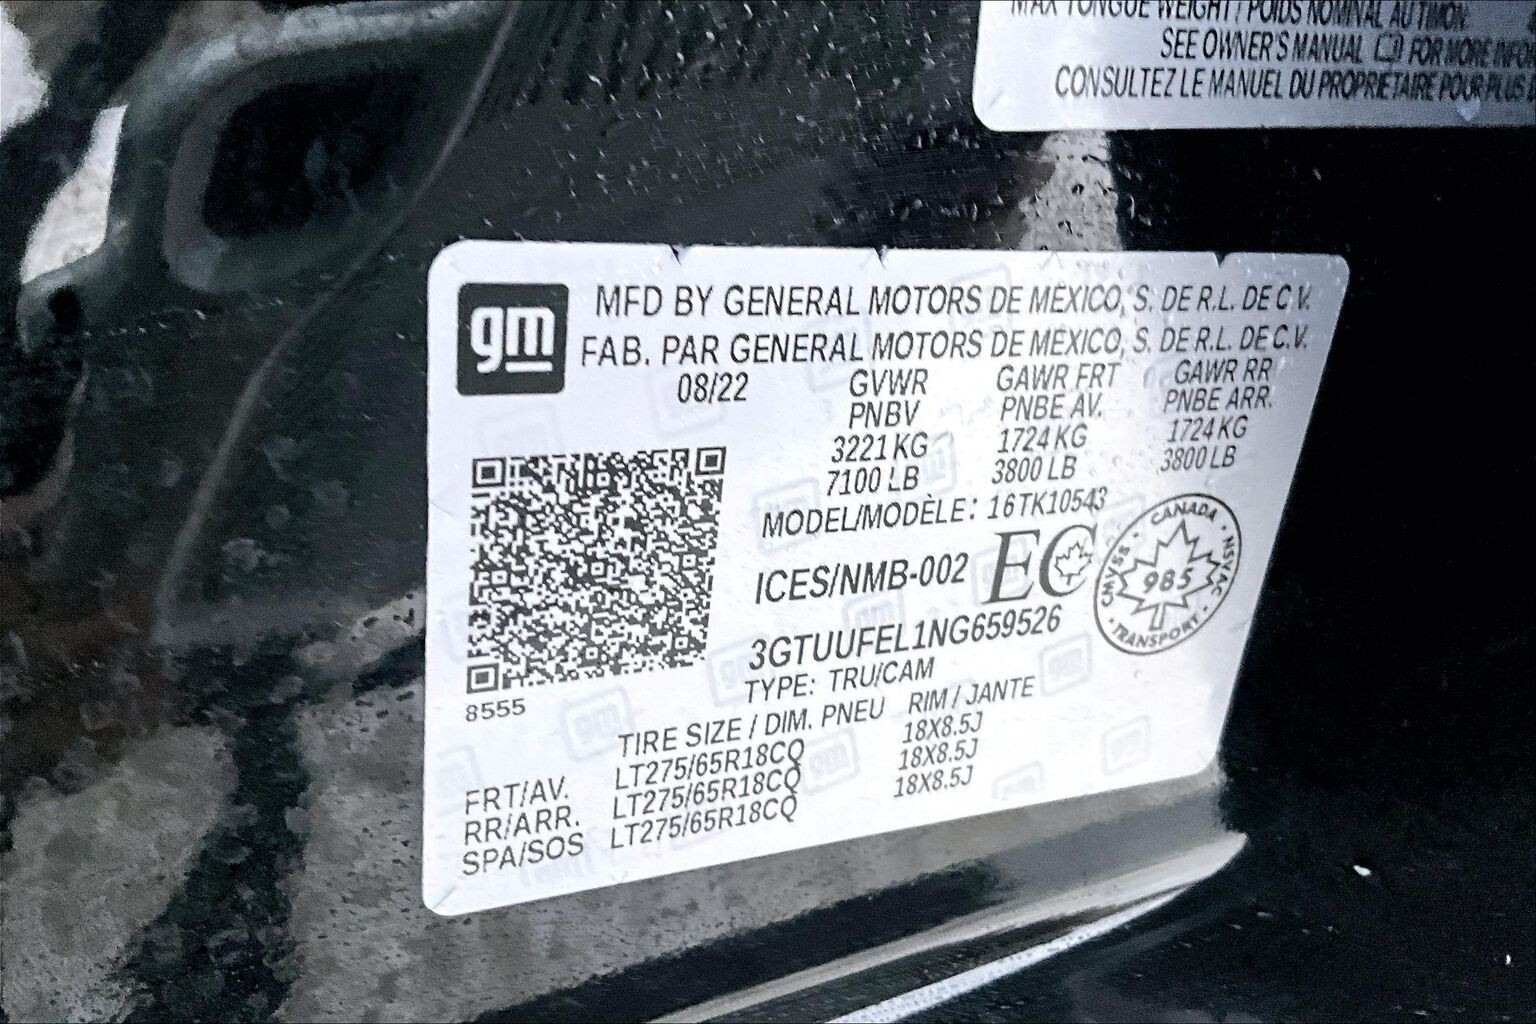 MAX TONGUE WEIGHT / POIDS NOMINAL AU TIMON:
SEE OWNER'S MANUAL FOR MORE
CONSULTEZ LE MANUEL DU PROPRIETAIRE POUR PLUS
gm
MFD BY GENERAL MOTORS DE MEXICO, S. DE R.L. DE C.V.
FAB. PAR GENERAL MOTORS DE MEXICO, S. DE R.L. DE C.V.
08/22 GVWR GAWR FRT GAWR RR
PNBV PNBE AV. PNBE ARR.
3221 KG 1724 KG 1724 KG
7100 LB 3800 LB 3800 LB
MODEL/MODÈLE: 16TK10543
ICES/NMB-002 EC
CANADA · NSVAC · TRANSPORT · CMVSS ·
985
3GTUUFEL1NG659526
TYPE: TRU/CAM
8555
TIRE SIZE / DIM. PNEU RIM / JANTE
FRT/AV. LT275/65R18CQ 18X8.5J
RR/ARR. LT275/65R18CQ 18X8.5J
SPA/SOS LT275/65R18CQ 18X8.5J